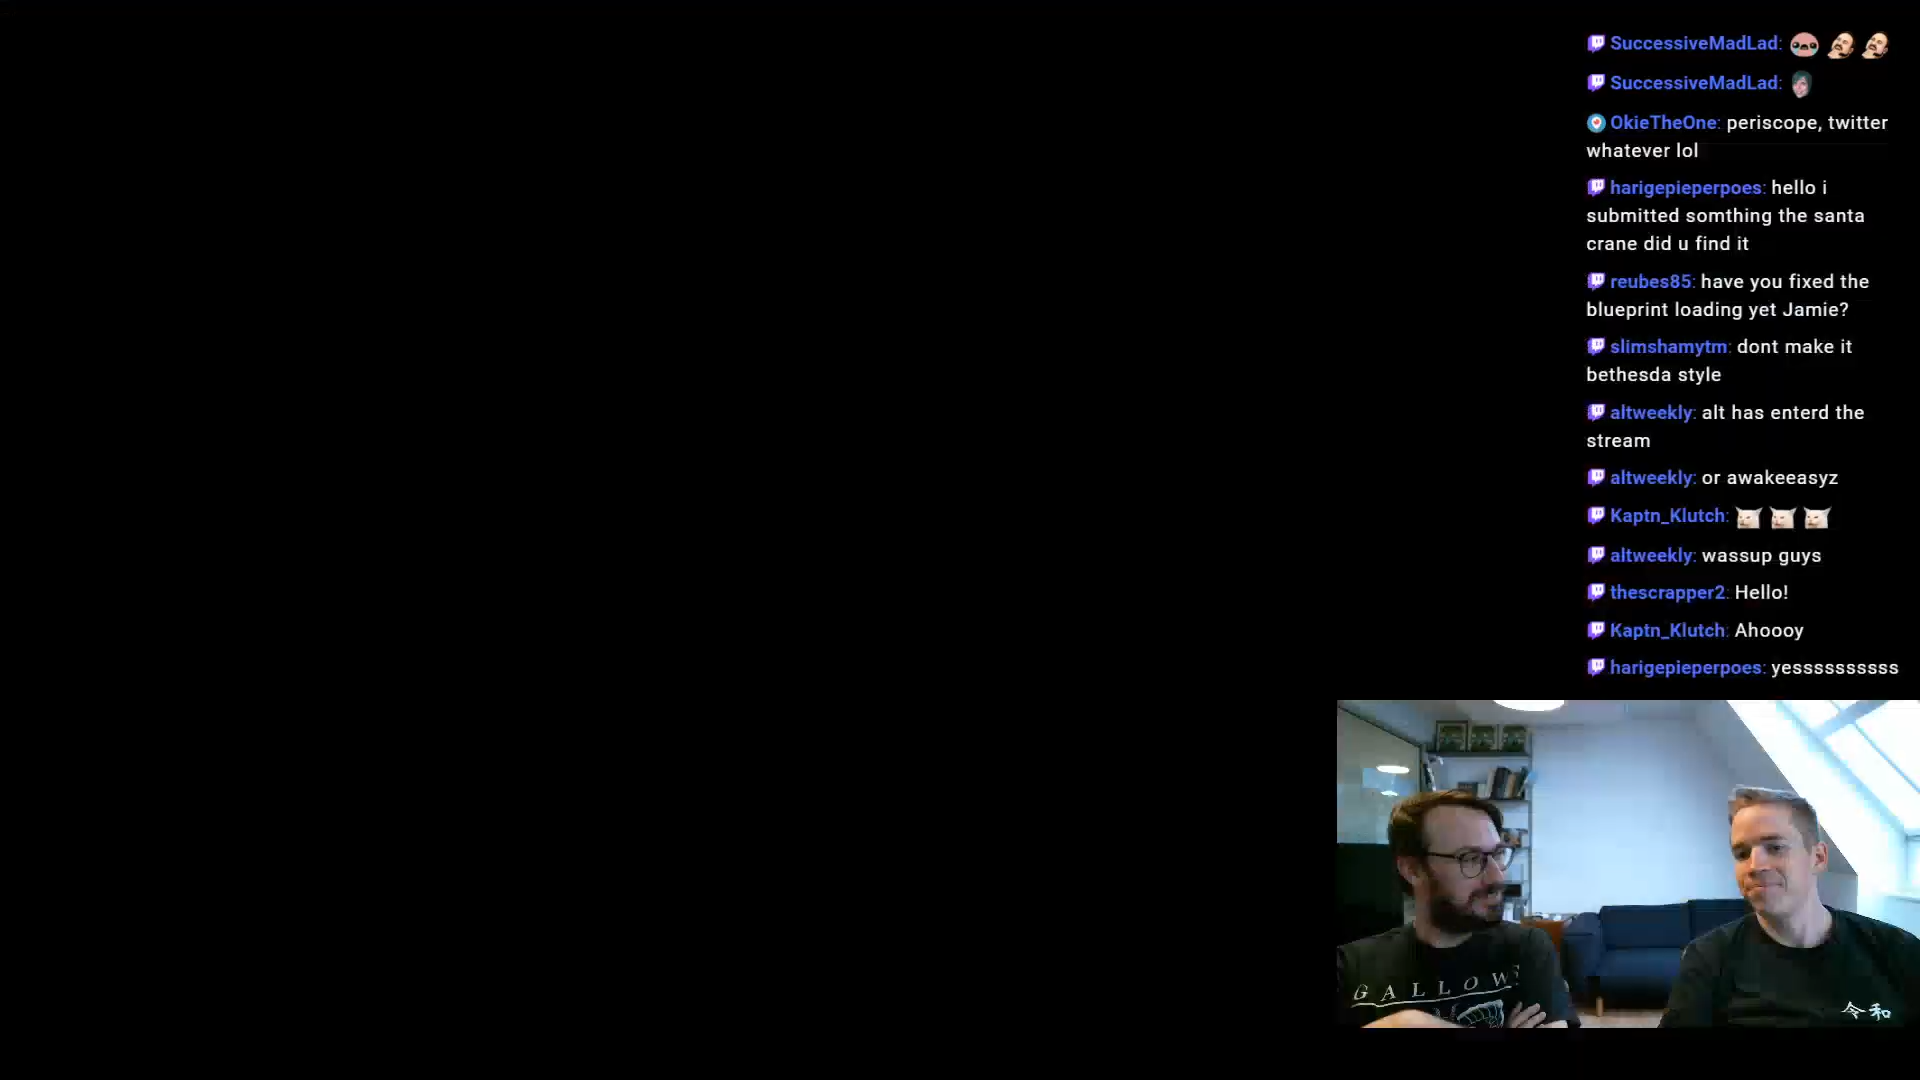 SuccessiveMadLad:
SuccessiveMadLad:
OkieTheOne: periscope, twitter
whatever lol
harigepieperpoes: hello i
submitted somthing the santa
crane did u find it
reubes85: have you fixed the
blueprint loading yet Jamie?
slimshamytm: dont make it
bethesda style
altweekly: alt has enterd the
stream
altweekly: or awakeeasyz
Kaptn_Klutch:
altweekly: wassup guys
thescrapper2: Hello!
Kaptn_Klutch: Ahoooy
harigepieperpoes: yessssssssss
GALLOWS
令和